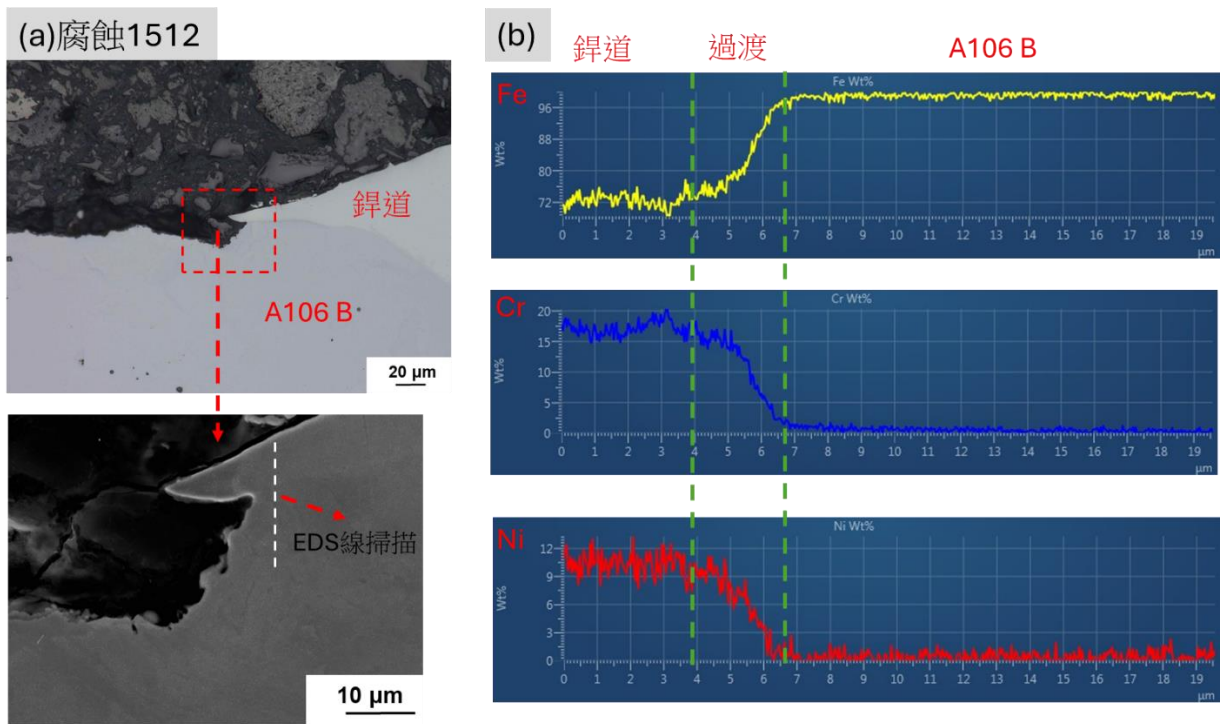 (a)腐蝕1512
銲道
A106 B
20 μm
EDS線掃描
10 μm
(b)
銲道 過渡 A106 B
Fe
Fe Wt%
Wt%
96
88
80
72
0 1 2 3 4 5 6 7 8 9 10 11 12 13 14 15 16 17 18 19
μm
Cr
Cr Wt%
Wt%
20
15
10
5
0
0 1 2 3 4 5 6 7 8 9 10 11 12 13 14 15 16 17 18 19
μm
Ni
Ni Wt%
Wt%
12
9
6
3
0
0 1 2 3 4 5 6 7 8 9 10 11 12 13 14 15 16 17 18 19
μm